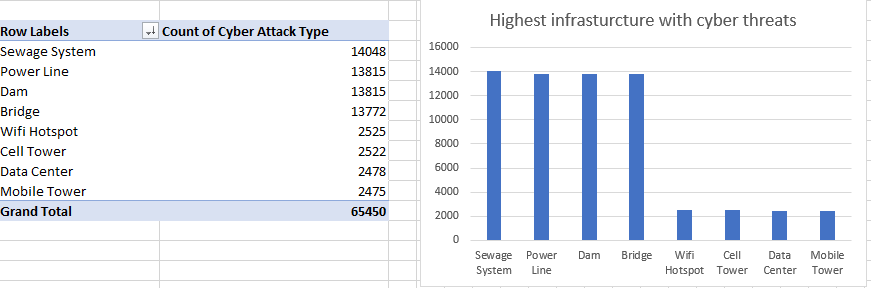 Row Labels Count of Cyber Attack Type
Sewage System 14048
Power Line 13815
Dam 13815
Bridge 13772
Wifi Hotspot 2525
Cell Tower 2522
Data Center 2478
Mobile Tower 2475
Grand Total 65450
Highest infrasturcture with cyber threats
16000
14000
12000
10000
8000
6000
4000
2000
0
Sewage Power Dam Bridge Wifi Cell Data Mobile
System Line Hotspot Tower Center Tower